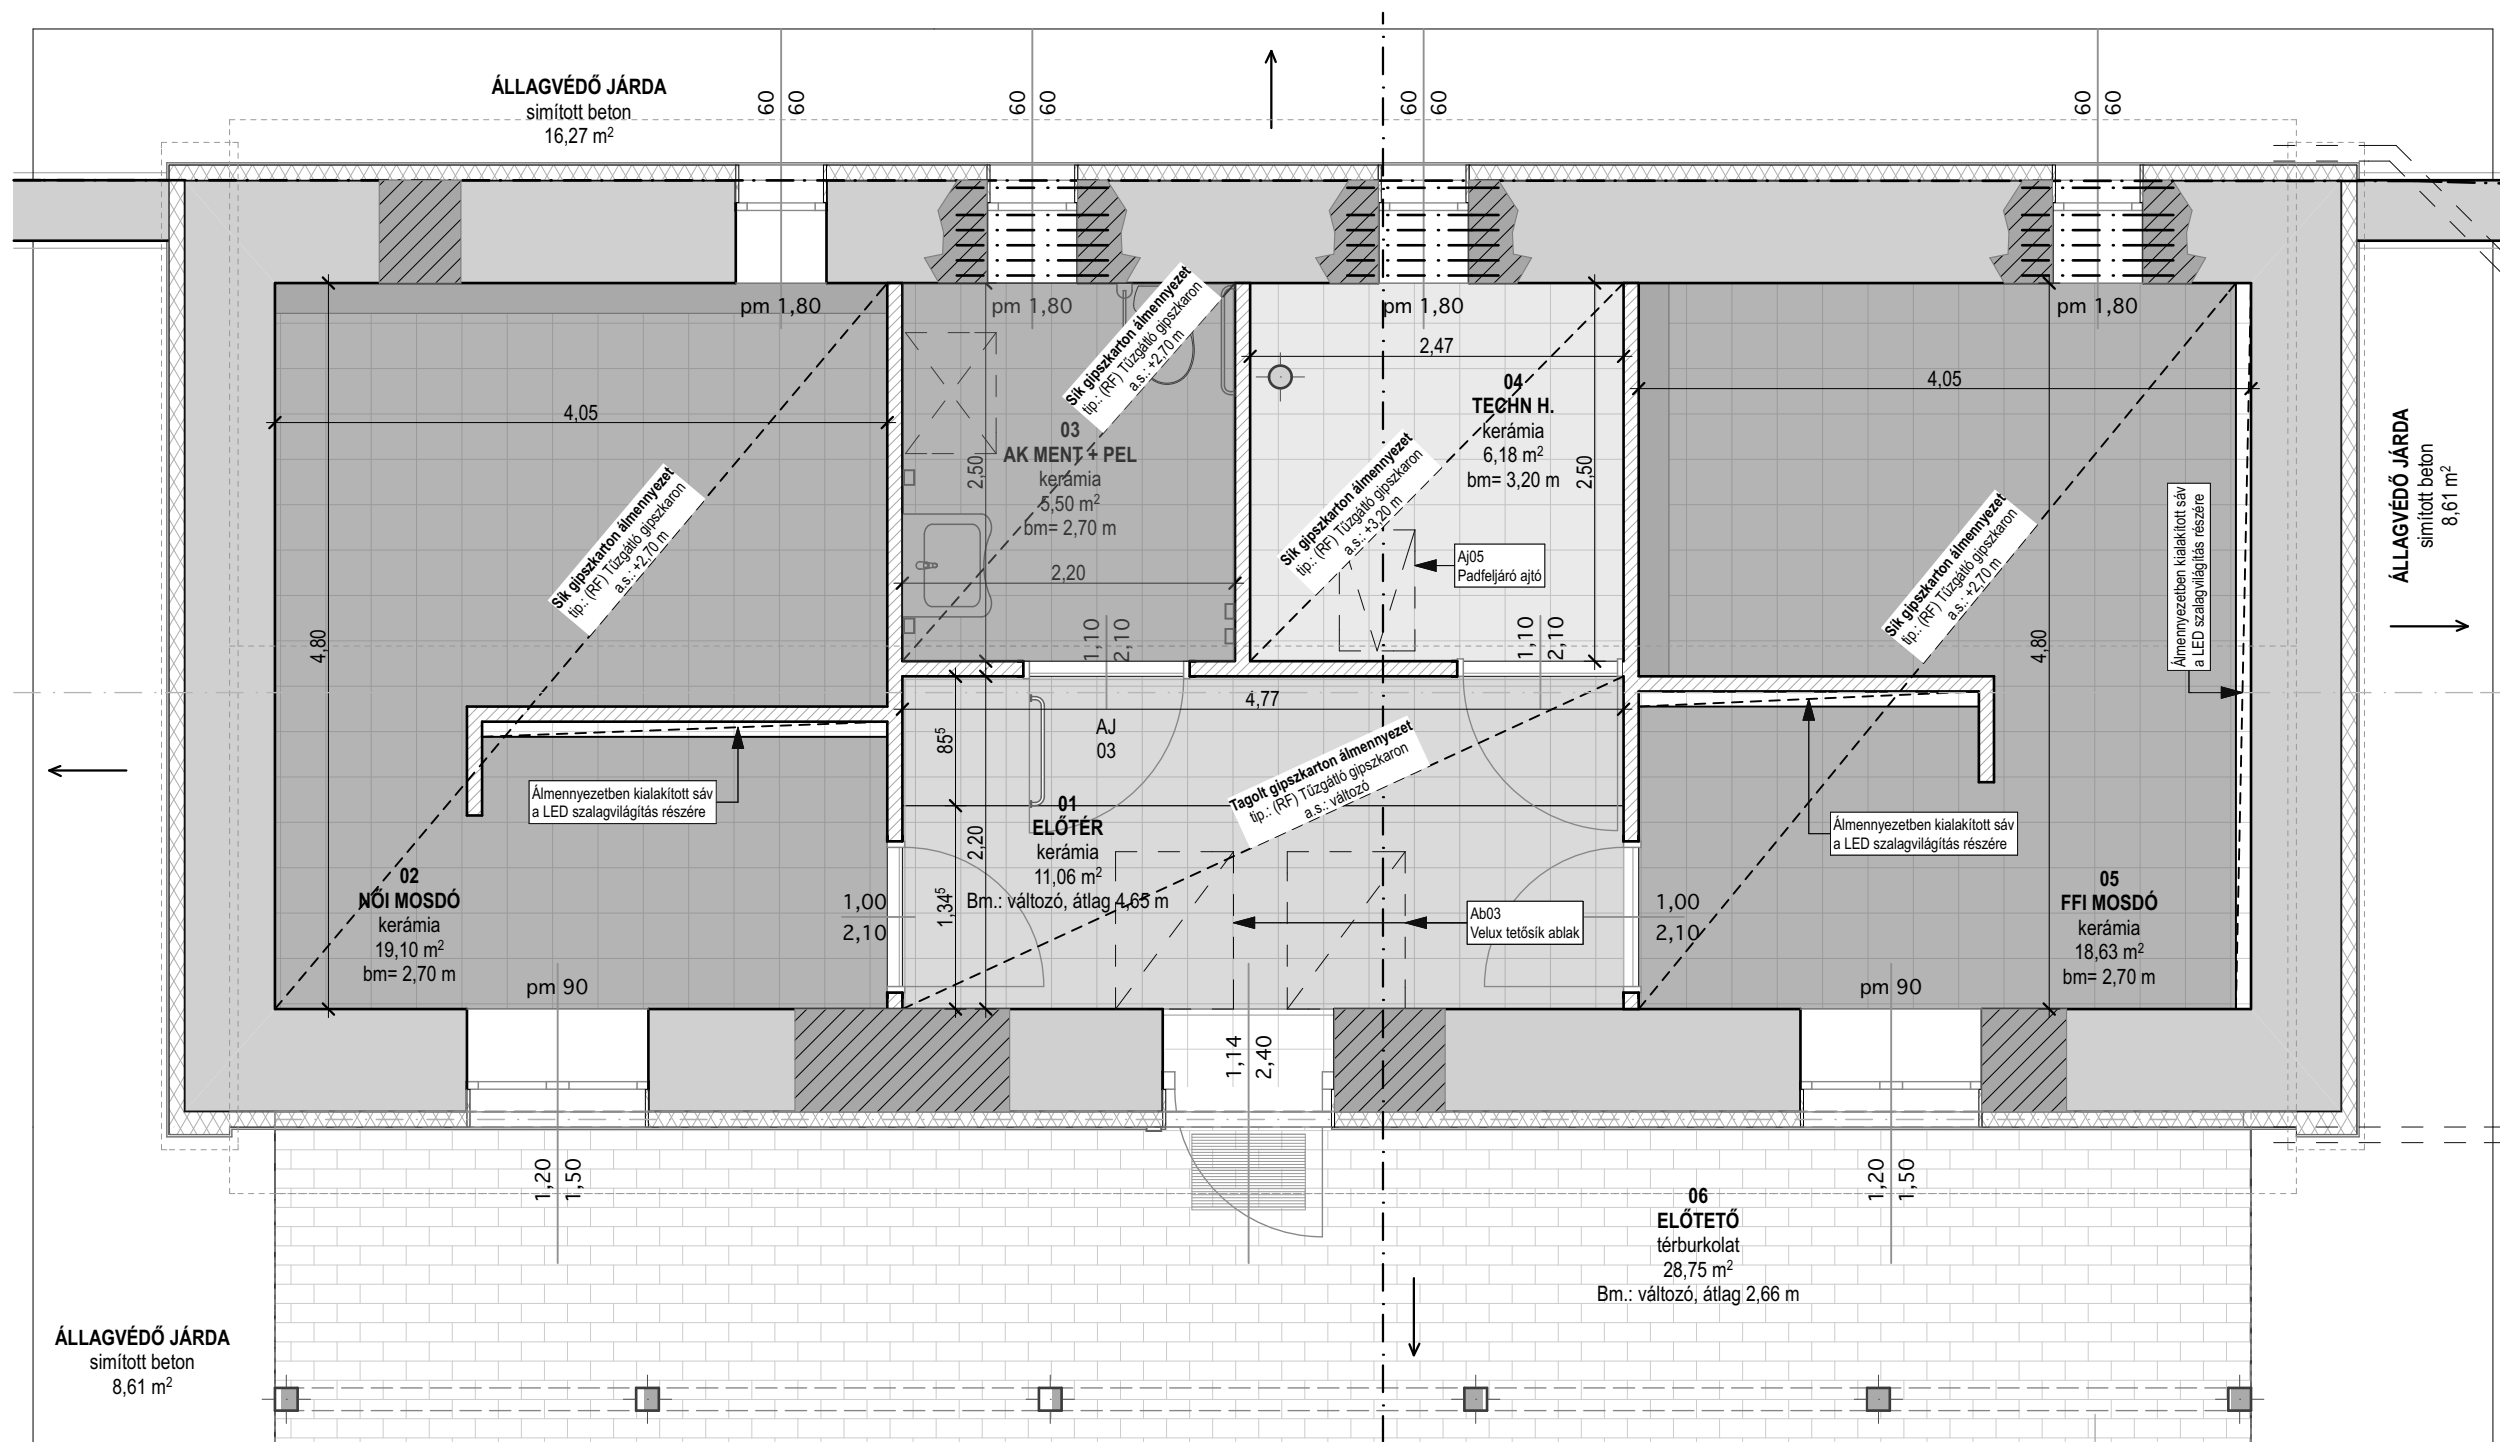 ÁLLAGVÉDŐ JÁRDA
simított beton
16,27 m²
60
60
60
60
60
60
60
60
pm 1,80
pm 1,80
pm 1,80
pm 1,80
4,05
4,80
Sík gipszkarton álmennyezet
tip.: (RF) Tűzgátló gipszkaron
a.s.: +2,70 m
Sík gipszkarton álmennyezet
tip.: (RF) Tűzgátló gipszkaron
a.s.: +2,70 m
03
AK MENT + PEL
kerámia
5,50 m²
bm= 2,70 m
2,50
2,20
1,10
2,10
2,47
04
TECHN H.
kerámia
6,18 m²
bm= 3,20 m
2,50
Sík gipszkarton álmennyezet
tip.: (RF) Tűzgátló gipszkaron
a.s.: +3,20 m
Aj05
Padfeljáró ajtó
1,10
2,10
4,05
4,80
Sík gipszkarton álmennyezet
tip.: (RF) Tűzgátló gipszkaron
a.s.: +2,70 m
Álmennyezetben kialakított sáv
a LED szalagvilágítás részére
ÁLLAGVÉDŐ JÁRDA
simított beton
8,61 m²
4,77
AJ
03
85⁵
2,20
1,34⁵
Tagolt gipszkarton álmennyezet
tip.: (RF) Tűzgátló gipszkaron
a.s.: változó
Álmennyezetben kialakított sáv
a LED szalagvilágítás részére
Álmennyezetben kialakított sáv
a LED szalagvilágítás részére
01
ELŐTÉR
kerámia
11,06 m²
Bm.: változó, átlag 4,65 m
02
NŐI MOSDÓ
kerámia
19,10 m²
bm= 2,70 m
1,00
2,10
Ab03
Velux tetősík ablak
1,00
2,10
05
FFI MOSDÓ
kerámia
18,63 m²
bm= 2,70 m
pm 90
pm 90
1,14
2,40
1,20
1,50
1,20
1,50
06
ELŐTETŐ
térburkolat
28,75 m²
Bm.: változó, átlag 2,66 m
ÁLLAGVÉDŐ JÁRDA
simított beton
8,61 m²